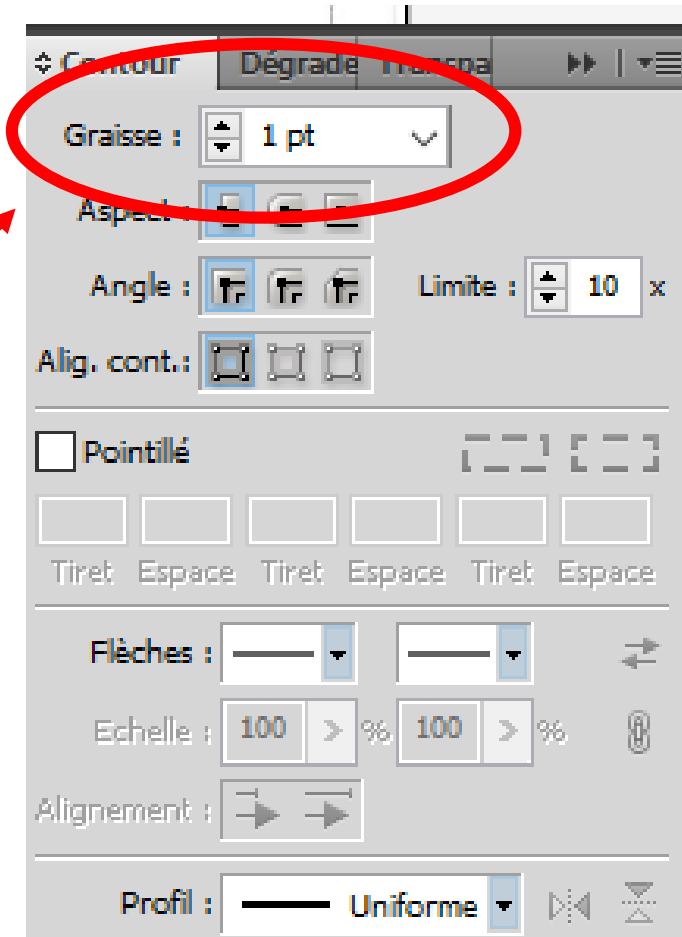 Contour Dégradé Transpa
Graisse : 1 pt
Aspect :
Angle : Limite : 10 x
Alig. cont.:
Pointillé
Tiret Espace Tiret Espace Tiret Espace
Flèches :
Echelle : 100 % 100 %
Alignement :
Profil : Uniforme